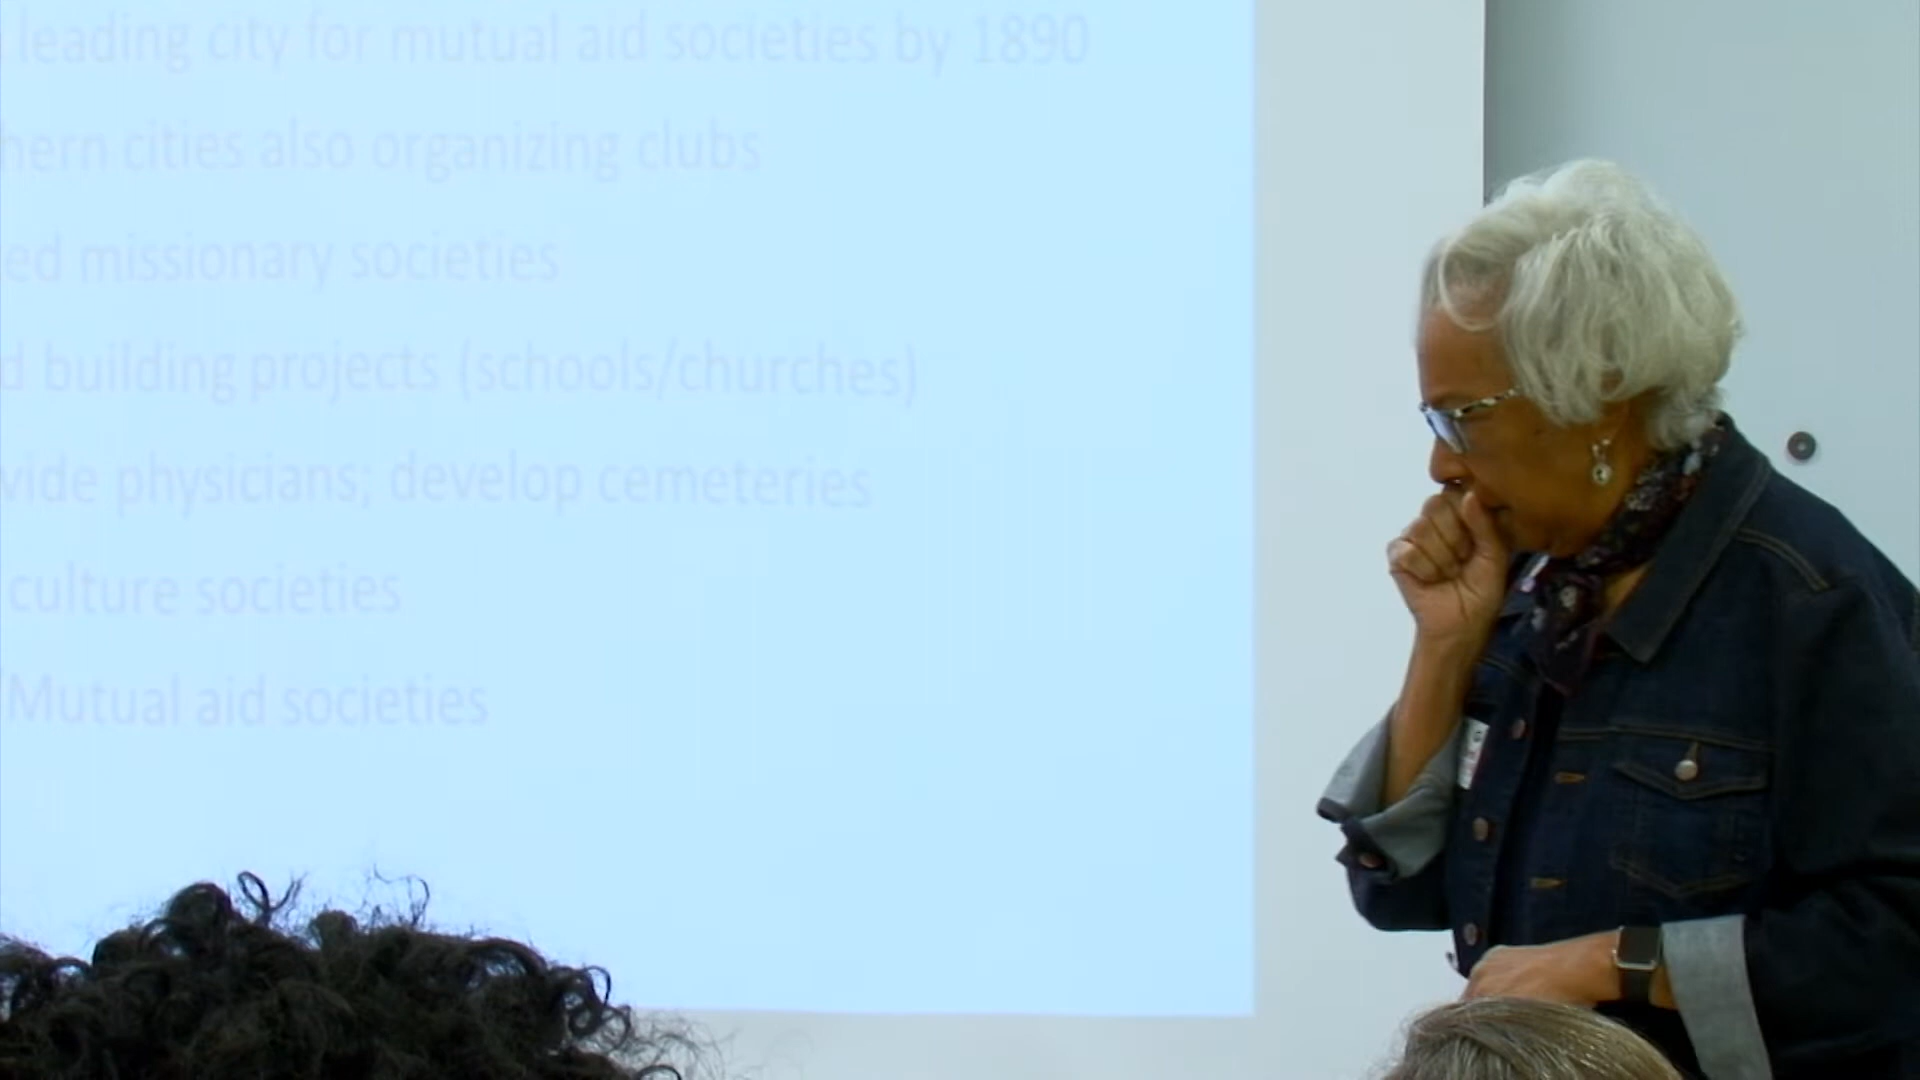 leading city for mutual aid societies by 1890
hern cities also organizing clubs
ed missionary societies
d building projects (schools/churches)
vide physicians; develop cemeteries
culture societies
/Mutual aid societies